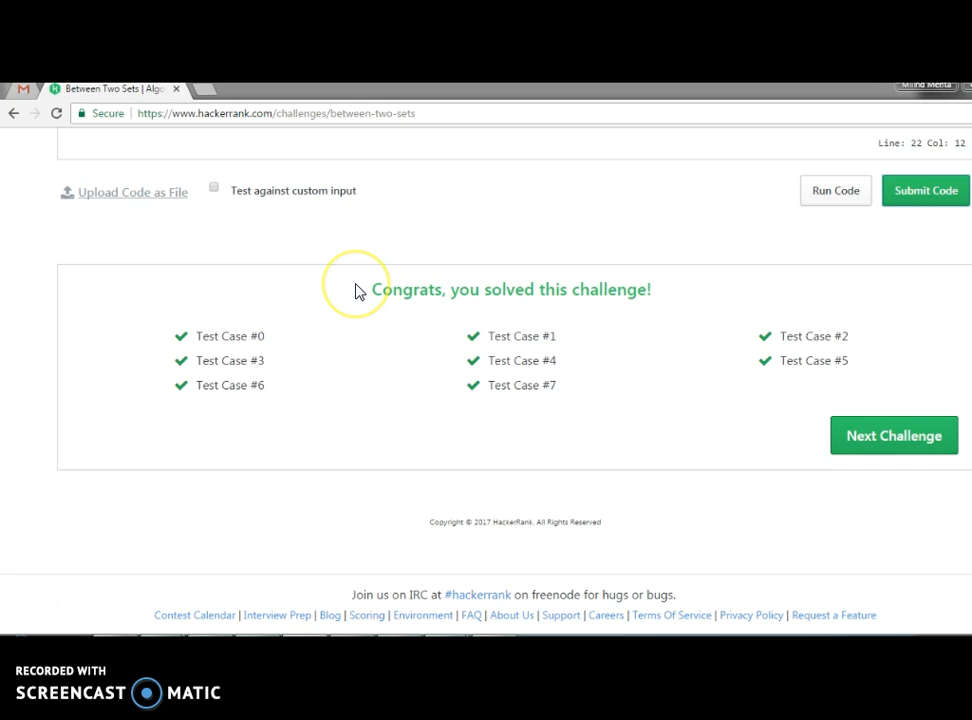 Between Two Sets | Algo
Milind Mehta
Secure
https://www.hackerrank.com/challenges/between-two-sets
Line: 22 Col: 12
Upload Code as File
Test against custom input
Run Code
Submit Code
Congrats, you solved this challenge!
Test Case #0
Test Case #1
Test Case #2
Test Case #3
Test Case #4
Test Case #5
Test Case #6
Test Case #7
Next Challenge
Copyright © 2017 HackerRank. All Rights Reserved
Join us on IRC at #hackerrank on freenode for hugs or bugs.
Contest Calendar | Interview Prep | Blog | Scoring | Environment | FAQ | About Us | Support | Careers | Terms Of Service | Privacy Policy | Request a Feature
RECORDED WITH
SCREENCAST MATIC